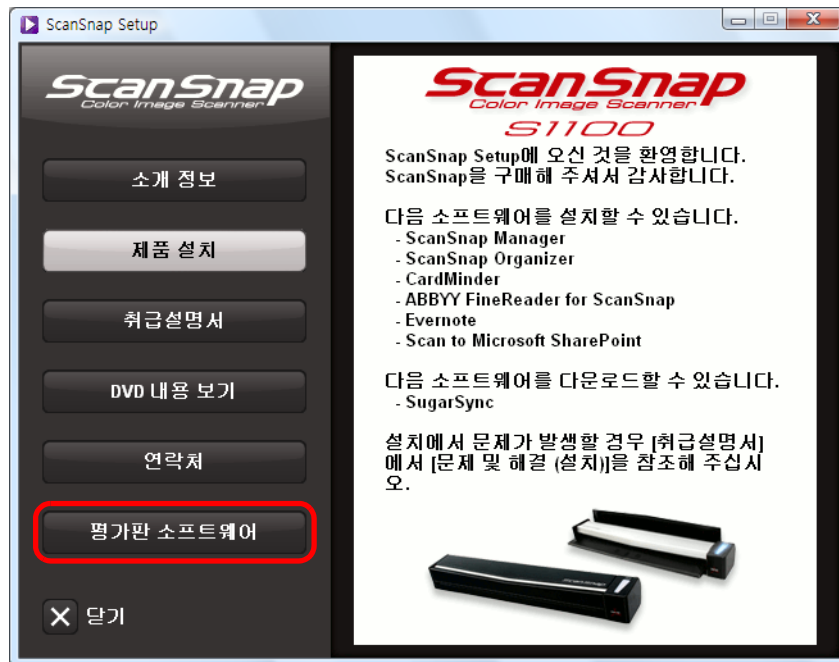 ScanSnap Setup
ScanSnap
Color Image Scanner
소개 정보
제품 설치
취급설명서
DVD 내용 보기
연락처
평가판 소프트웨어
닫기
ScanSnap
Color Image Scanner
S1100
ScanSnap Setup에 오신 것을 환영합니다.
ScanSnap을 구매해 주셔서 감사합니다.
다음 소프트웨어를 설치할 수 있습니다.
- ScanSnap Manager
- ScanSnap Organizer
- CardMinder
- ABBYY FineReader for ScanSnap
- Evernote
- Scan to Microsoft SharePoint
다음 소프트웨어를 다운로드할 수 있습니다.
- SugarSync
설치에서 문제가 발생할 경우 [취급설명서]
에서 [문제 및 해결 (설치)]을 참조해 주십시
오.